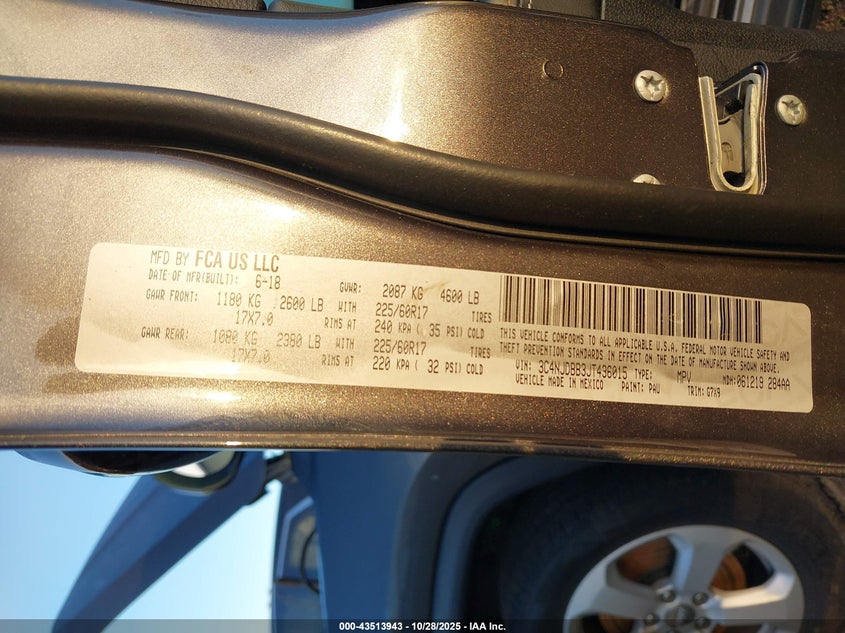 MFD BY FCA US LLC
DATE OF MFR(BUILT): 6-18 GVWR: 2087 KG 4600 LB
GAWR FRONT: 1180 KG 2600 LB WITH 225/60R17 TIRES
17X7.0 RIMS AT 240 KPA ( 35 PSI) COLD
GAWR REAR: 1080 KG 2380 LB WITH 225/60R17 TIRES
17X7.0 RIMS AT 220 KPA ( 32 PSI) COLD
THIS VEHICLE CONFORMS TO ALL APPLICABLE U.S.A. FEDERAL MOTOR VEHICLE SAFETY AND
THEFT PREVENTION STANDARDS IN EFFECT ON THE DATE OF MANUFACTURE SHOWN ABOVE.
VIN: 3C4NJDBB3JT436015 TYPE: MPV MDH: 061219 284AA
VEHICLE MADE IN MEXICO PAINT: PAU TRIM: G7X9
000-43513943 | 10/28/2025 - IAA Inc.